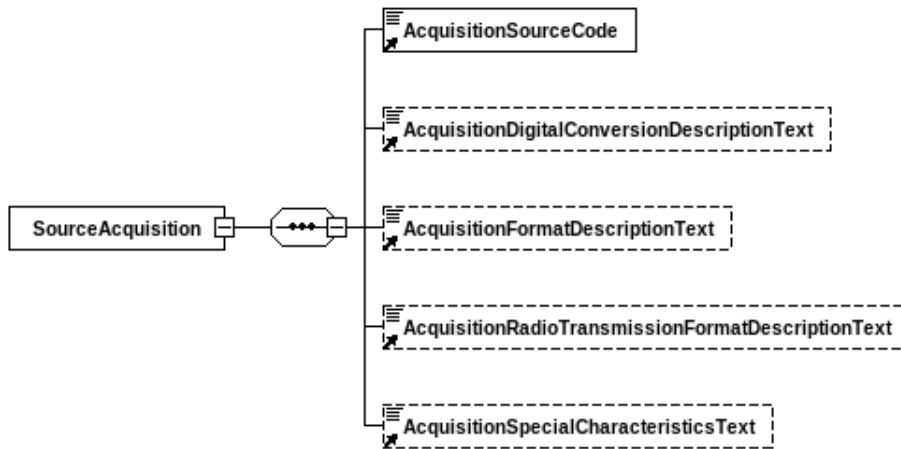 AcquisitionSourceCode
AcquisitionDigitalConversionDescriptionText
SourceAcquisition
AcquisitionFormatDescriptionText
AcquisitionRadioTransmissionFormatDescriptionText
AcquisitionSpecialCharacteristicsText